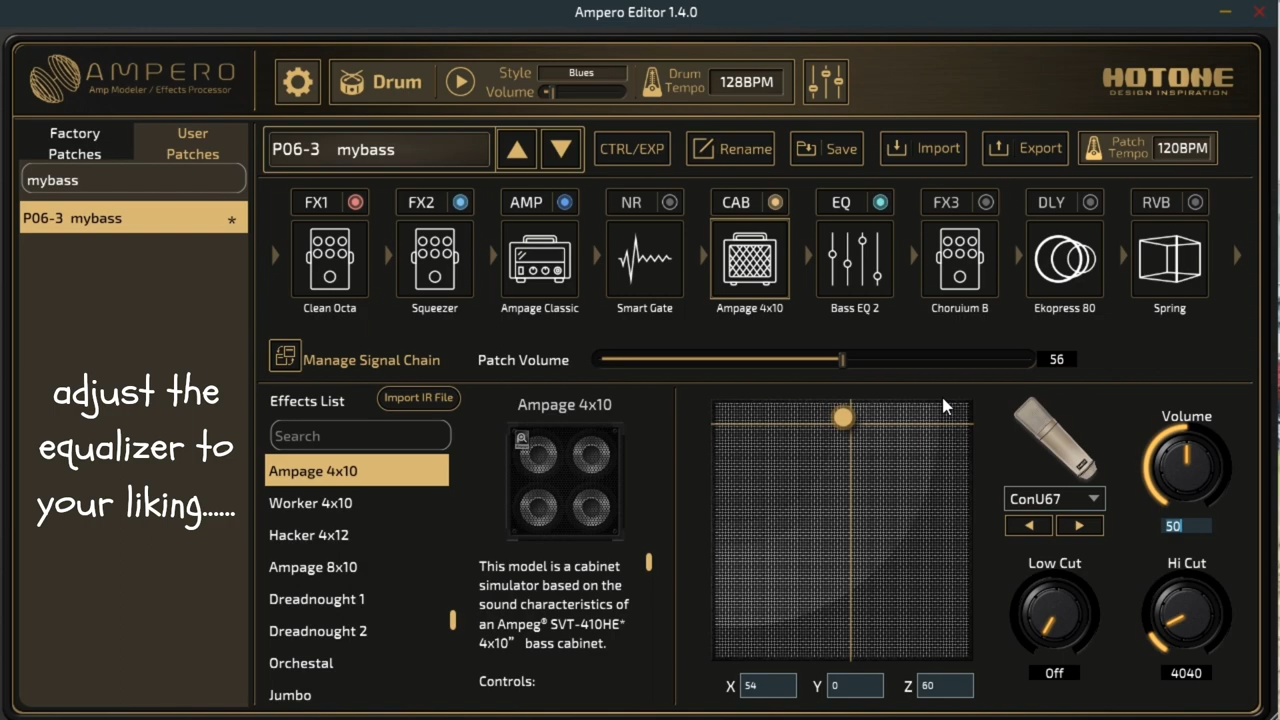 Ampero Editor 1.4.0
AMPERO
Amp Modeler / Effects Processor
Drum
Style
Blues
Volume
Drum
Tempo
128BPM
HOTONE
DESIGN INSPIRATION
Factory
Patches
User
Patches
mybass
P06-3 mybass *
P06-3 mybass
CTRL/EXP
Rename
Save
Import
Export
Patch
Tempo
120BPM
FX1
FX2
AMP
NR
CAB
EQ
FX3
DLY
RVB
Clean Octa
Squeezer
Ampage Classic
Smart Gate
Ampage 4x10
Bass EQ 2
Choruium B
Ekopress 80
Spring
Manage Signal Chain
Patch Volume
56
adjust the
equalizer to
your liking......
Effects List
Import IR File
Search
Ampage 4x10
Worker 4x10
Hacker 4x12
Ampage 8x10
Dreadnought 1
Dreadnought 2
Orchestal
Jumbo
Ampage 4x10
This model is a cabinet
simulator based on the
sound characteristics of
an Ampeg® SVT-410HE*
4x10” bass cabinet.
Controls:
X 54 Y 0 Z 60
ConU67
Volume
50
Low Cut
Off
Hi Cut
4040